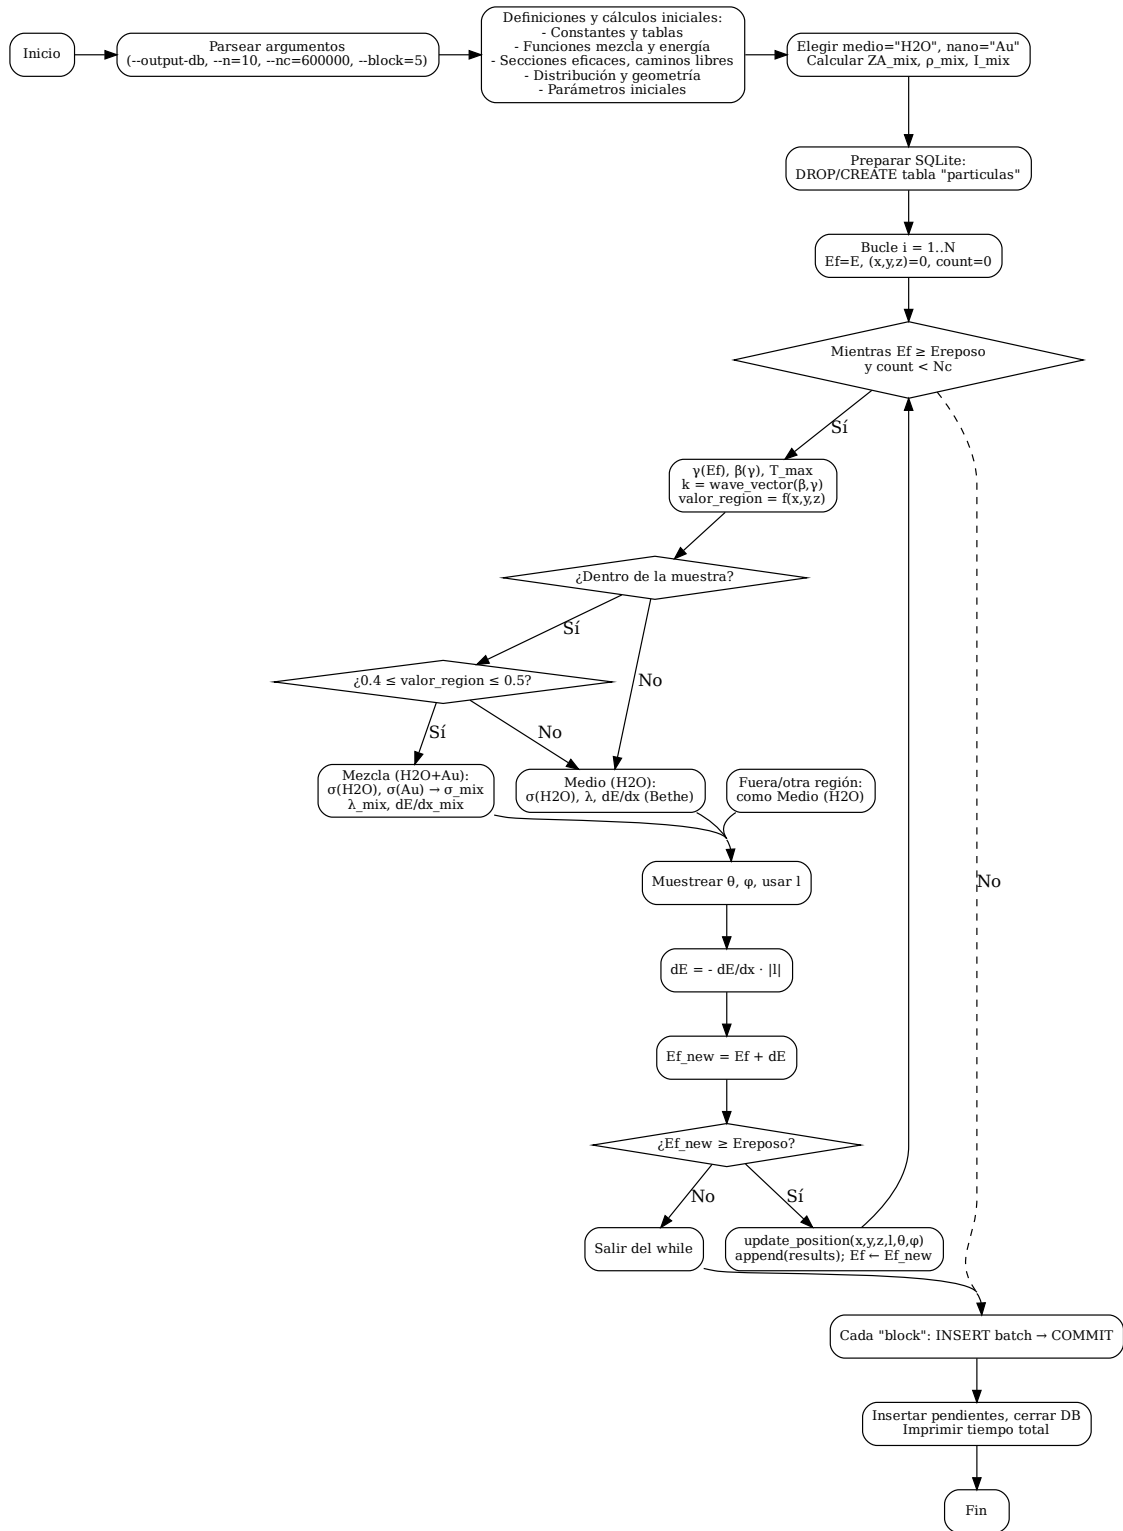 Inicio
Parsear argumentos
(--output-db, --n=10, --nc=600000, --block=5)
Definiciones y cálculos iniciales:
- Constantes y tablas
- Funciones mezcla y energía
- Secciones eficaces, caminos libres
- Distribución y geometría
- Parámetros iniciales
Elegir medio="H2O", nano="Au"
Calcular ZA_mix, ρ_mix, I_mix
Preparar SQLite:
DROP/CREATE tabla "particulas"
Bucle i = 1..N
Ef=E, (x,y,z)=0, count=0
Mientras Ef ≥ Ereposo
y count < Nc
Sí
γ(Ef), β(γ), T_max
k = wave_vector(β,γ)
valor_region = f(x,y,z)
¿Dentro de la muestra?
Sí
No
¿0.4 ≤ valor_region ≤ 0.5?
Sí
No
Mezcla (H2O+Au):
σ(H2O), σ(Au) → σ_mix
λ_mix, dE/dx_mix
Medio (H2O):
σ(H2O), λ, dE/dx (Bethe)
Fuera/otra región:
como Medio (H2O)
Muestrear θ, φ, usar l
No
dE = - dE/dx · |l|
Ef_new = Ef + dE
¿Ef_new ≥ Ereposo?
No
Sí
Salir del while
update_position(x,y,z,l,θ,φ)
append(results); Ef ← Ef_new
Cada "block": INSERT batch → COMMIT
Insertar pendientes, cerrar DB
Imprimir tiempo total
Fin